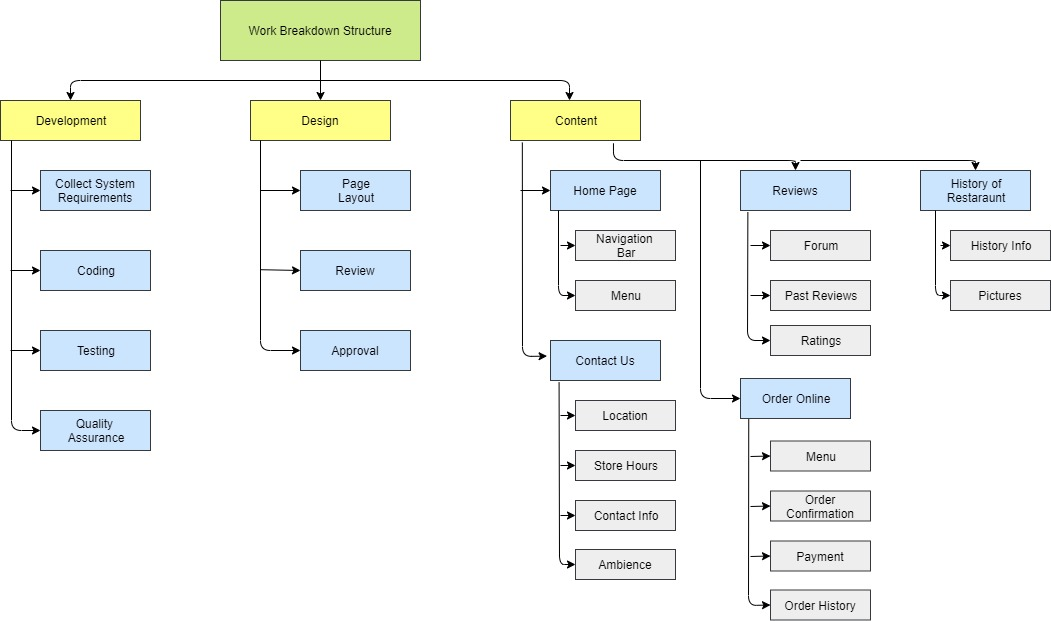 Work Breakdown Structure
Development
Design
Content
Collect System
Requirements
Page
Layout
Home Page
Reviews
History of
Restaraunt
Navigation
Bar
Forum
History Info
Coding
Review
Menu
Past Reviews
Pictures
Testing
Approval
Contact Us
Ratings
Quality
Assurance
Location
Order Online
Store Hours
Menu
Contact Info
Order
Confirmation
Ambience
Payment
Order History